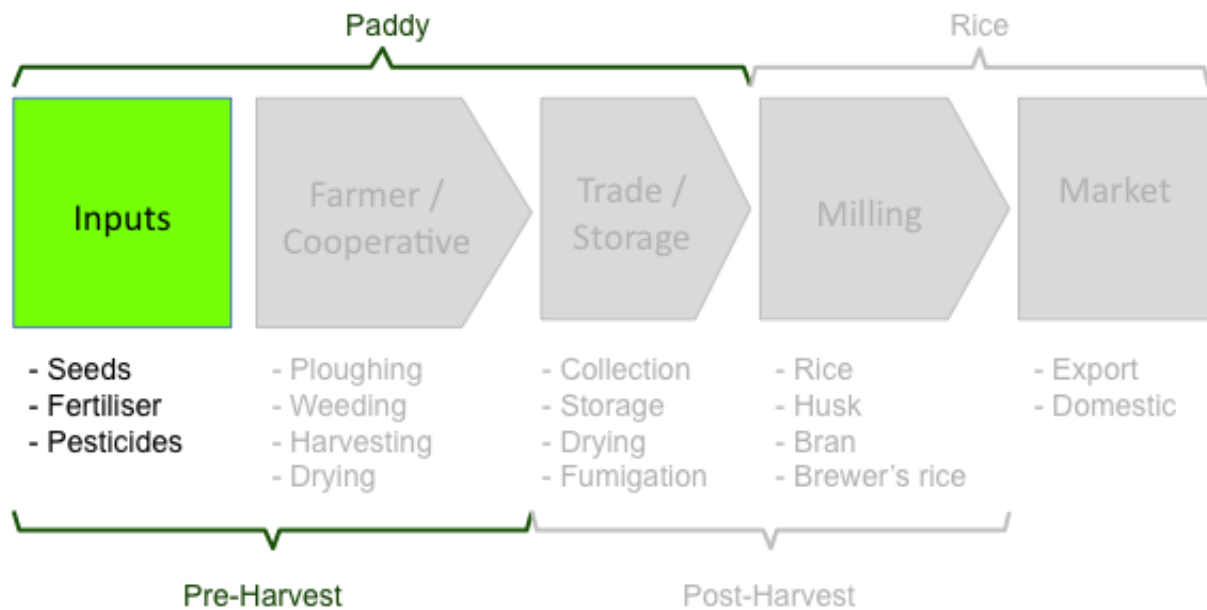 Paddy
Rice
Inputs
Farmer /
Cooperative
Trade /
Storage
Milling
Market
- Seeds
- Fertiliser
- Pesticides
- Ploughing
- Weeding
- Harvesting
- Drying
- Collection
- Storage
- Drying
- Fumigation
- Rice
- Husk
- Bran
- Brewer's rice
- Export
- Domestic
Pre-Harvest
Post-Harvest